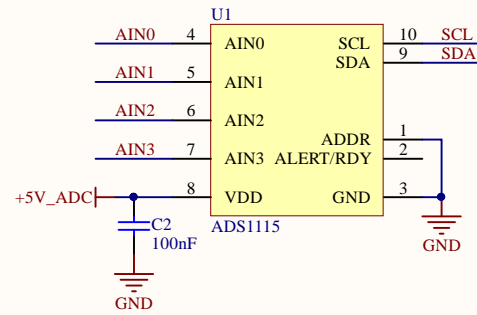 U1
AIN0 4 AIN0 SCL 10 SCL
SDA 9 SDA
AIN1 5 AIN1
AIN2 6 AIN2
ADDR 1
AIN3 7 AIN3 ALERT/RDY 2
+5V_ADC 8 VDD GND 3
C2 ADS1115
100nF
GND
GND